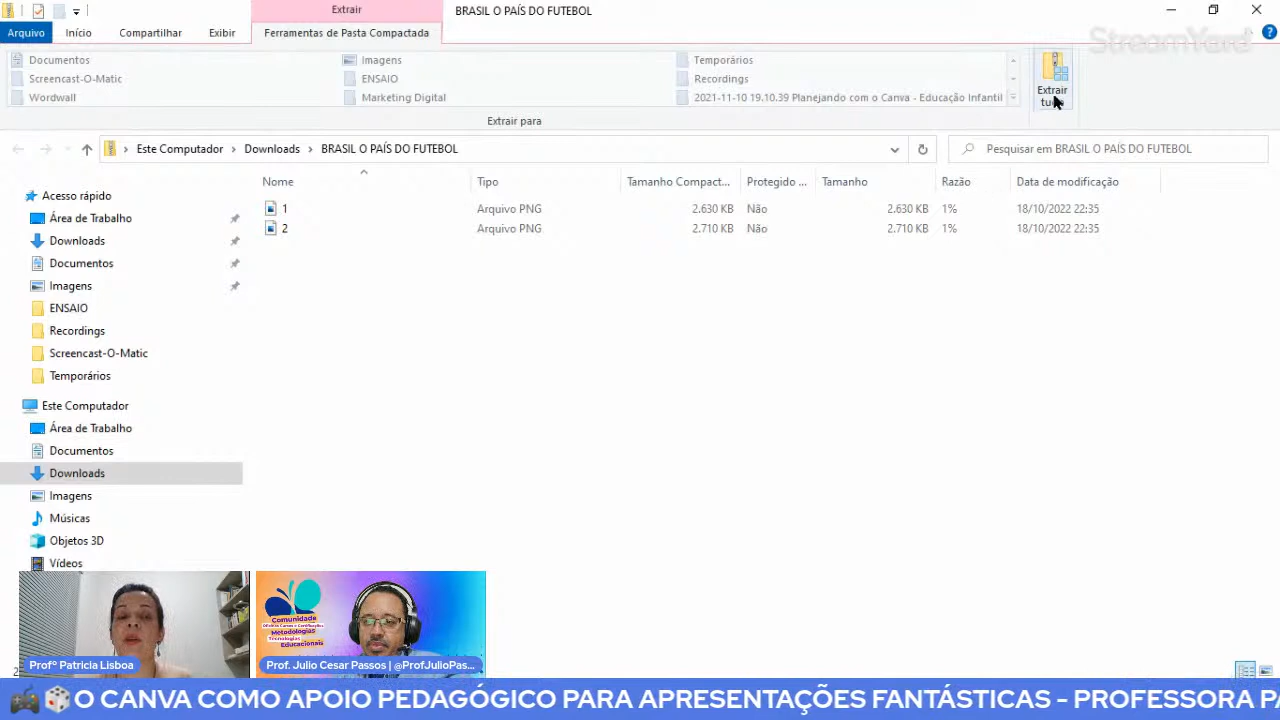 Extrair
BRASIL O PAÍS DO FUTEBOL
Arquivo
Início
Compartilhar
Exibir
Ferramentas de Pasta Compactada
StreamYard
Documentos
Imagens
Temporários
Screencast-O-Matic
ENSAIO
Recordings
Wordwall
Marketing Digital
2021-11-10 19.10.39 Planejando com o Canva - Educação Infantil
Extrair
Extrair para
Este Computador
Downloads
BRASIL O PAÍS DO FUTEBOL
Pesquisar em BRASIL O PAÍS DO FUTEBOL
Nome
Tipo
Tamanho Compact...
Protegido ...
Tamanho
Razão
Data de modificação
1
Arquivo PNG
2.630 KB
Não
2.630 KB
1%
18/10/2022 22:35
2
Arquivo PNG
2.710 KB
Não
2.710 KB
1%
18/10/2022 22:35
Acesso rápido
Área de Trabalho
Downloads
Documentos
Imagens
ENSAIO
Recordings
Screencast-O-Matic
Temporários
Este Computador
Área de Trabalho
Documentos
Downloads
Imagens
Músicas
Objetos 3D
Vídeos
Comunidade
Metodologias
Tecnologias
Educacionais
Profº Patricia Lisboa
Prof. Julio Cesar Passos | @ProfJulioPas...
O CANVA COMO APOIO PEDAGÓGICO PARA APRESENTAÇÕES FANTÁSTICAS - PROFESSORA PA